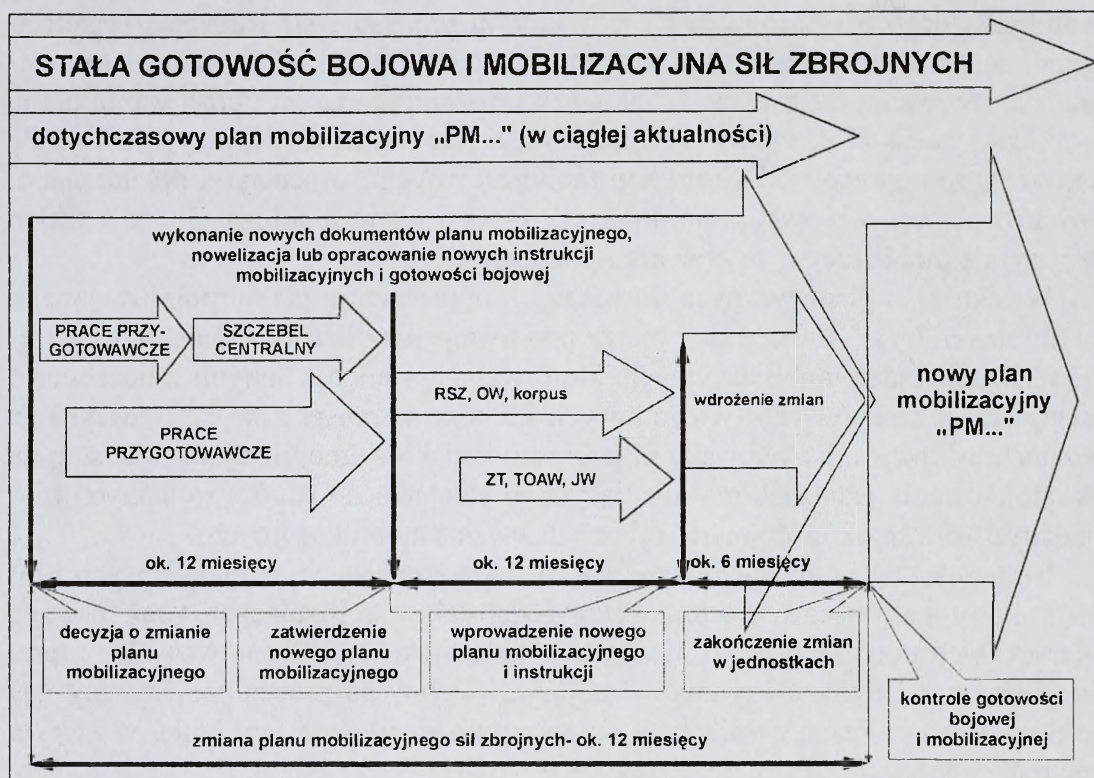 STAŁA GOTOWOŚĆ BOJOWA I MOBILIZACYJNA SIŁ ZBROJNYCH
dotychczasowy plan mobilizacyjny „PM..." (w ciągłej aktualności)
wykonanie nowych dokumentów planu mobilizacyjnego,
nowelizacja lub opracowanie nowych instrukcji
mobilizacyjnych i gotowości bojowej
PRACE PRZY-
GOTOWAWCZE
SZCZEBEL
CENTRALNY
PRACE
PRZYGOTOWAWCZE
RSZ, OW, korpus
ZT, TOAW, JW
wdrożenie zmian
nowy plan
mobilizacyjny
„PM..."
ok. 12 miesięcy
ok. 12 miesięcy
ok. 6 miesięcy
decyzja o zmianie
planu
mobilizacyjnego
zatwierdzenie
nowego planu
mobilizacyjnego
wprowadzenie nowego
planu mobilizacyjnego
i instrukcji
zakończenie zmian
w jednostkach
kontrole gotowości
bojowej
i mobilizacyjnej
zmiana planu mobilizacyjnego sił zbrojnych- ok. 12 miesięcy